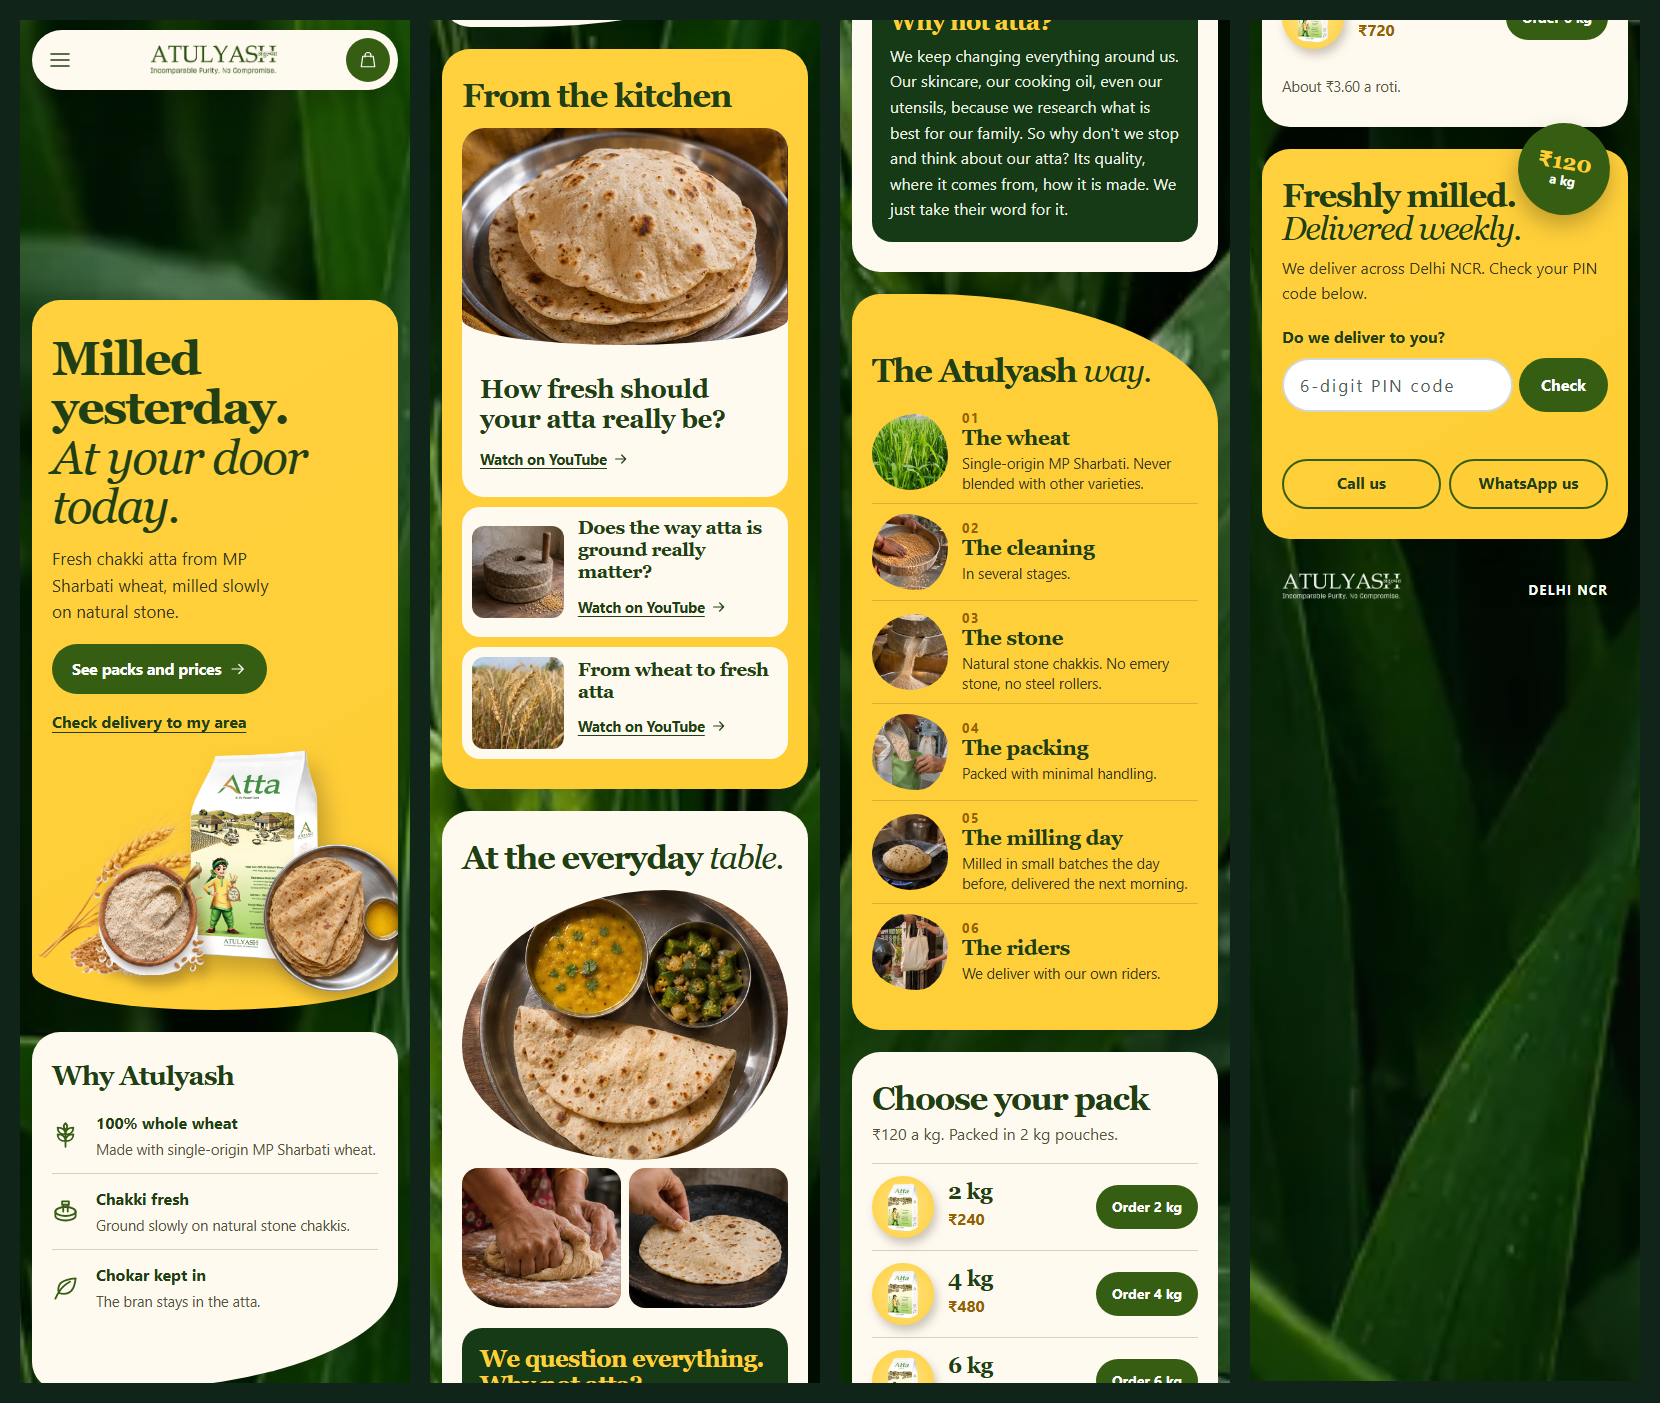 ATULYASH
Incomparable Purity. No Compromise.
Milled
yesterday.
At your door
today.
Fresh chakki atta from MP
Sharbati wheat, milled slowly
on natural stone.
See packs and prices →
Check delivery to my area
Atta
ATULYASH
Why Atulyash
100% whole wheat
Made with single-origin MP Sharbati wheat.
Chakki fresh
Ground slowly on natural stone chakkis.
Chokar kept in
The bran stays in the atta.
From the kitchen
How fresh should
your atta really be?
Watch on YouTube →
Does the way atta is
ground really
matter?
Watch on YouTube →
From wheat to fresh
atta
Watch on YouTube →
At the everyday table.
We question everything.
Why not atta?
Why not atta?
We keep changing everything around us.
Our skincare, our cooking oil, even our
utensils, because we research what is
best for our family. So why don't we stop
and think about our atta? Its quality,
where it comes from, how it is made. We
just take their word for it.
The Atulyash way.
01
The wheat
Single-origin MP Sharbati. Never
blended with other varieties.
02
The cleaning
In several stages.
03
The stone
Natural stone chakkis. No emery
stone, no steel rollers.
04
The packing
Packed with minimal handling.
05
The milling day
Milled in small batches the day
before, delivered the next morning.
06
The riders
We deliver with our own riders.
Choose your pack
₹120 a kg. Packed in 2 kg pouches.
2 kg
₹240
Order 2 kg
4 kg
₹480
Order 4 kg
6 kg
Order 6 kg
₹720
Order 6 kg
About ₹3.60 a roti.
₹120
a kg
Freshly milled.
Delivered weekly.
We deliver across Delhi NCR. Check your PIN
code below.
Do we deliver to you?
6-digit PIN code
Check
Call us
WhatsApp us
ATULYASH
Incomparable Purity. No Compromise.
DELHI NCR